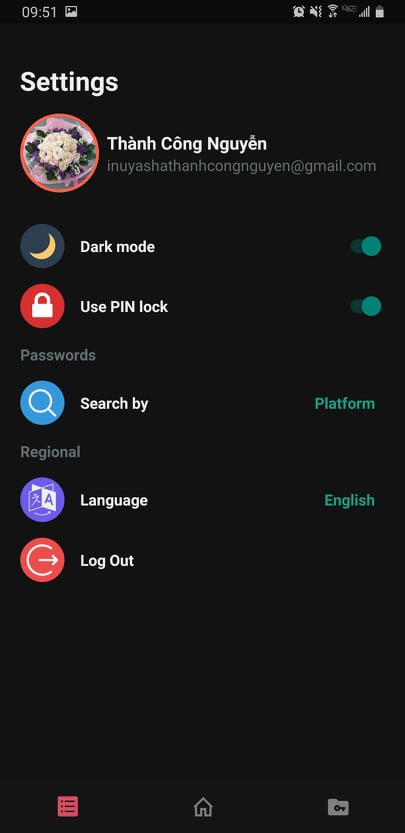 09:51
Settings
Thành Công Nguyễn
inuyashathanhcongnguyen@gmail.com
Dark mode
Use PIN lock
Passwords
Search by Platform
Regional
Language English
Log Out